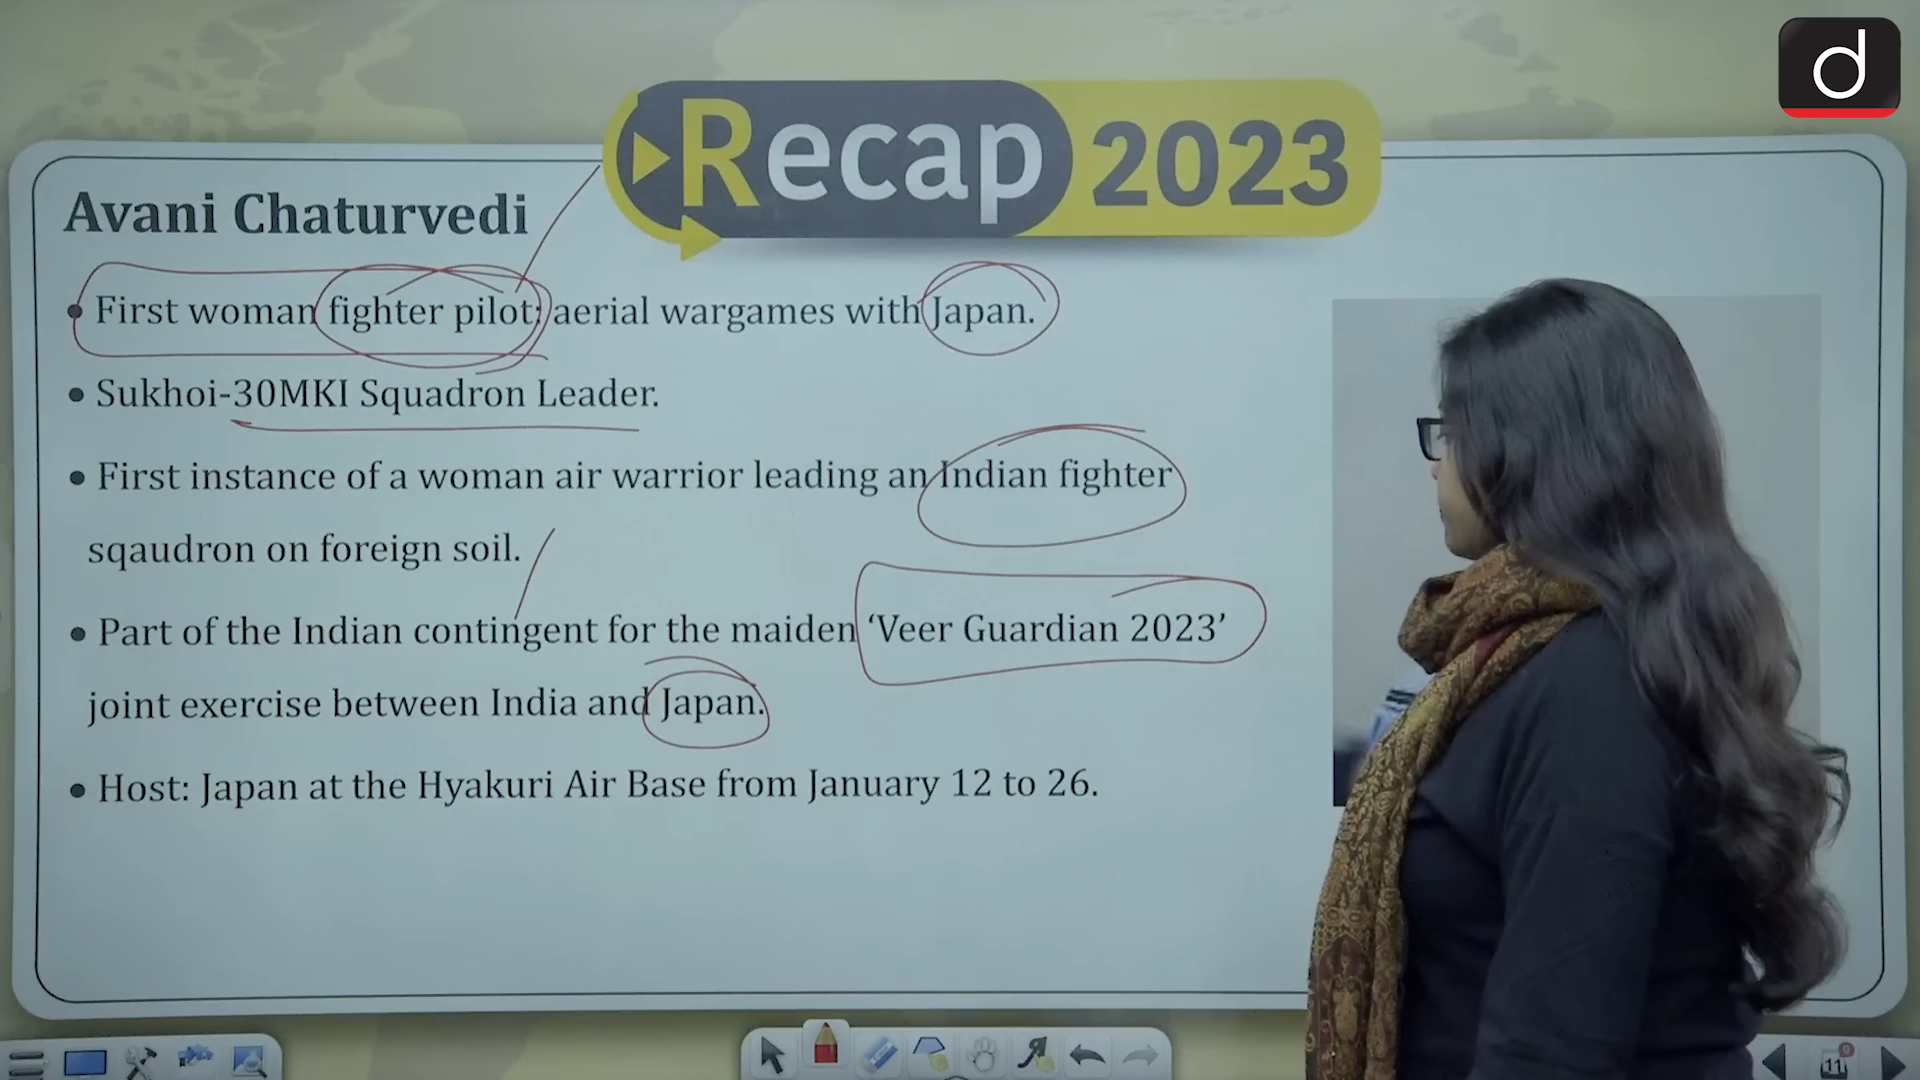 d
Recap 2023
Avani Chaturvedi
• First woman fighter pilot: aerial wargames with Japan.
• Sukhoi-30MKI Squadron Leader.
• First instance of a woman air warrior leading an Indian fighter
sqaudron on foreign soil.
• Part of the Indian contingent for the maiden ‘Veer Guardian 2023’
joint exercise between India and Japan.
• Host: Japan at the Hyakuri Air Base from January 12 to 26.
11